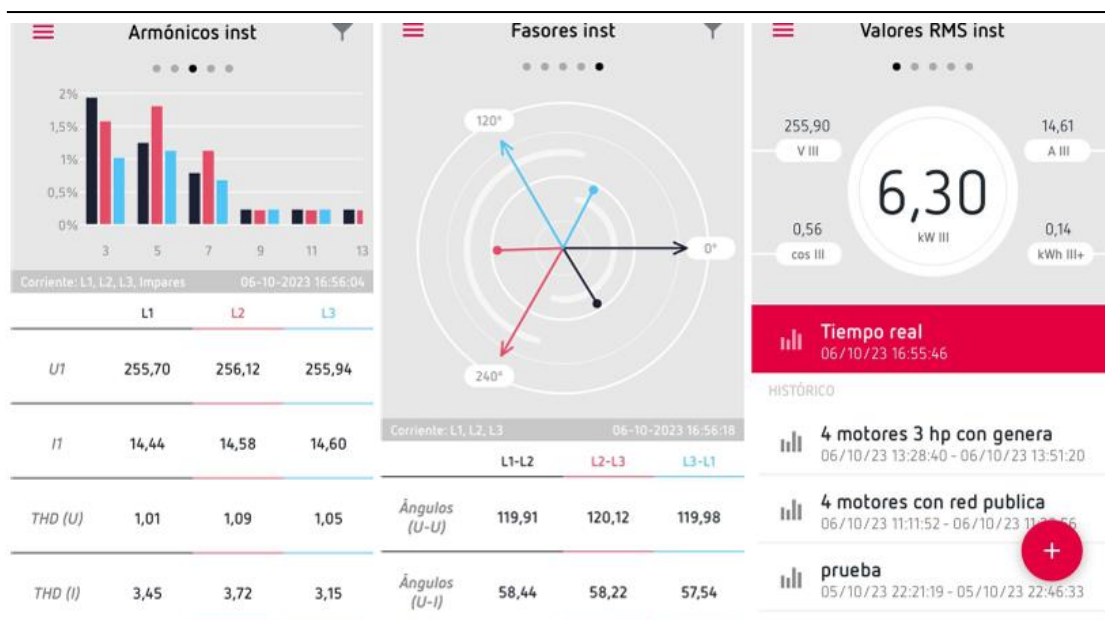 Armónicos inst
2%
1,5%
1%
0,5%
0%
3 5 7 9 11 13
Corriente: L1, L2, L3, Impares 06-10-2023 16:56:04
L1 L2 L3
U1 255,70 256,12 255,94
I1 14,44 14,58 14,60
THD (U) 1,01 1,09 1,05
THD (I) 3,45 3,72 3,15
Fasores inst
120°
0°
240°
Corriente: L1, L2, L3 06-10-2023 16:56:18
L1-L2 L2-L3 L3-L1
Ángulos
(U-U) 119,91 120,12 119,98
Ángulos
(U-I) 58,44 58,22 57,54
Valores RMS inst
255,90
V III
14,61
A III
6,30
kW III
0,56
cos III
0,14
kWh III+
Tiempo real
06/10/23 16:55:46
HISTÓRICO
4 motores 3 hp con genera
06/10/23 13:28:40 - 06/10/23 13:51:20
4 motores con red publica
06/10/23 11:11:52 - 06/10/23
+
prueba
05/10/23 22:21:19 - 05/10/23 22:46:33